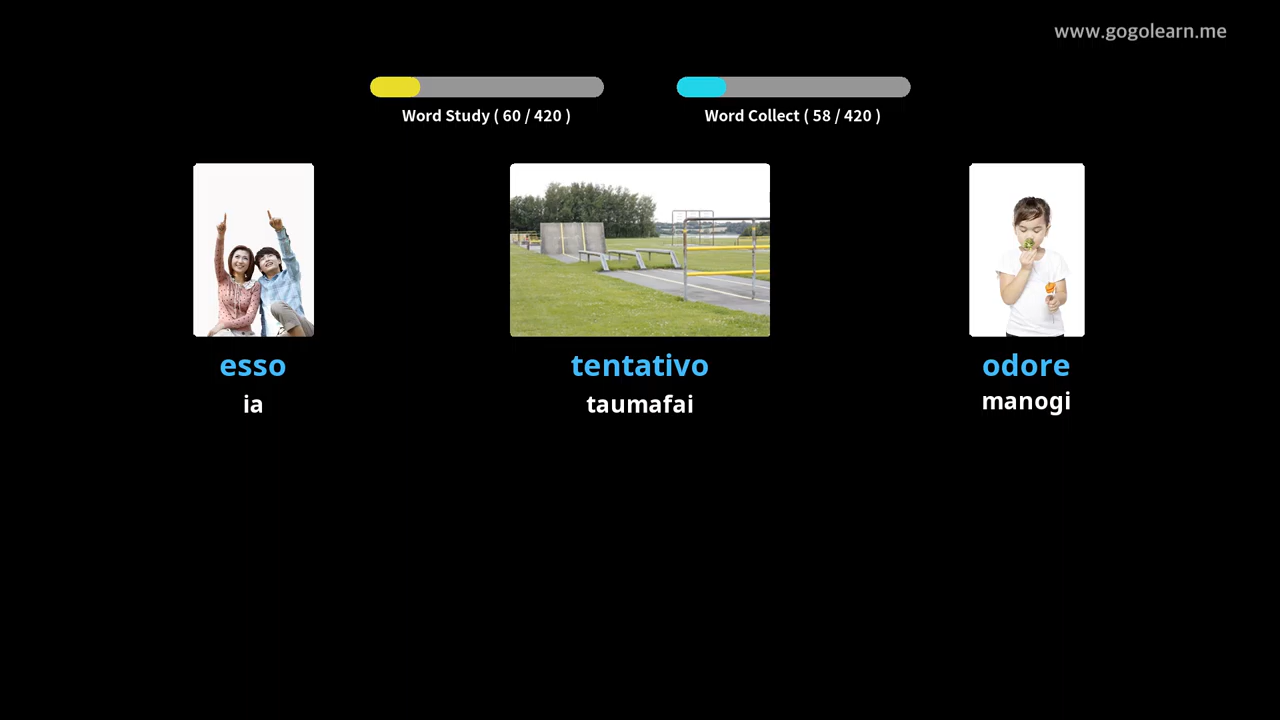 www.gogolearn.me
Word Study ( 60 / 420 )
Word Collect ( 58 / 420 )
esso
ia
tentativo
taumafai
odore
manogi